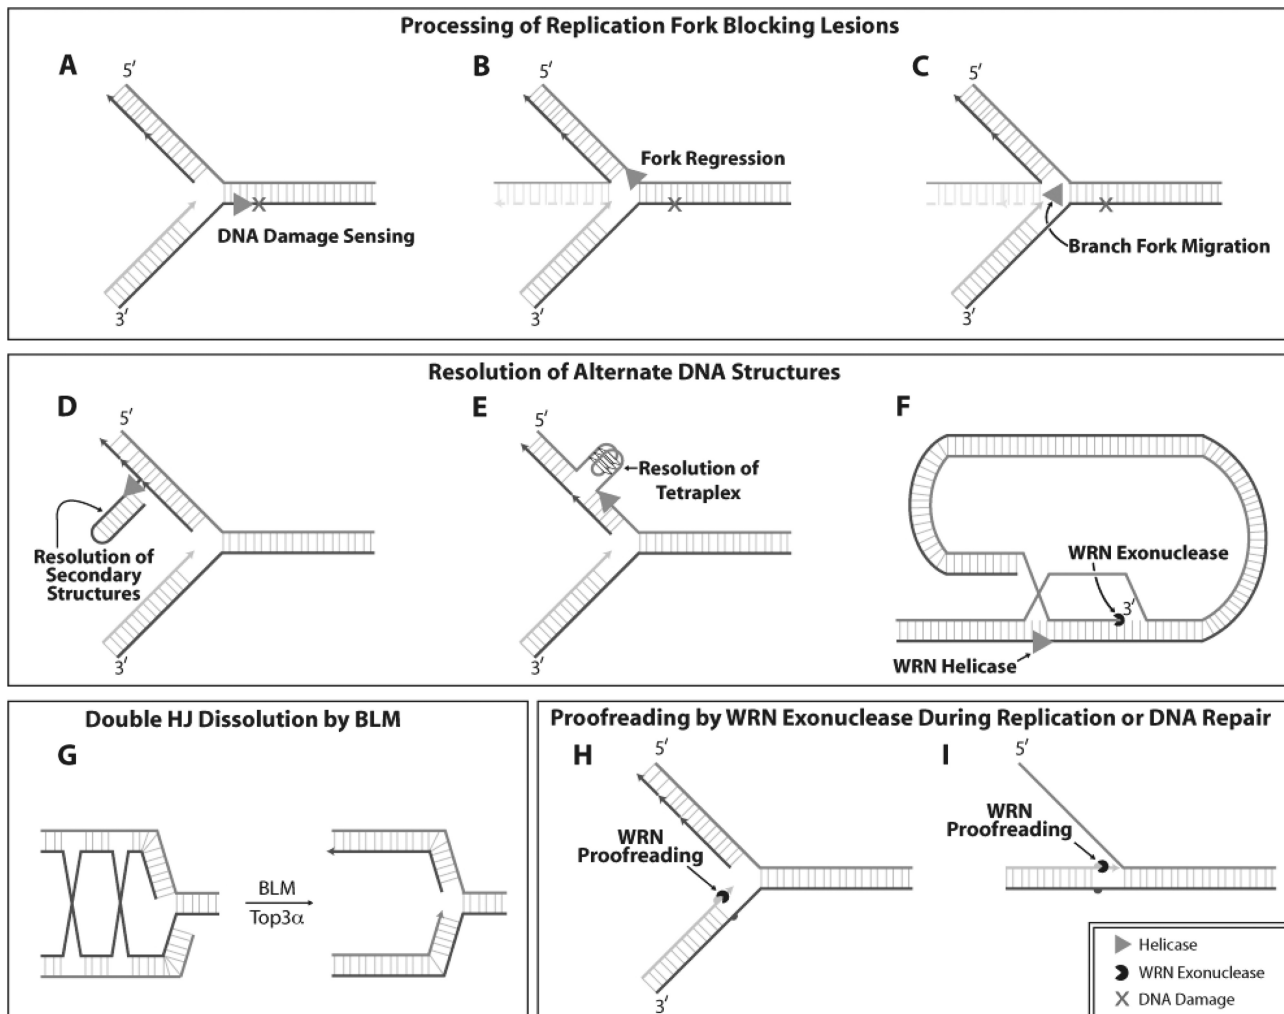 Processing of Replication Fork Blocking Lesions
A
5′
DNA Damage Sensing
3′
B
5′
Fork Regression
3′
C
5′
Branch Fork Migration
3′
Resolution of Alternate DNA Structures
D
5′
Resolution of
Secondary
Structures
3′
E
5′
Resolution of
Tetraplex
3′
F
WRN Exonuclease
3′
WRN Helicase
Double HJ Dissolution by BLM
G
BLM
Top3α
Proofreading by WRN Exonuclease During Replication or DNA Repair
H
5′
WRN
Proofreading
3′
I
5′
WRN
Proofreading
Helicase
WRN Exonuclease
DNA Damage